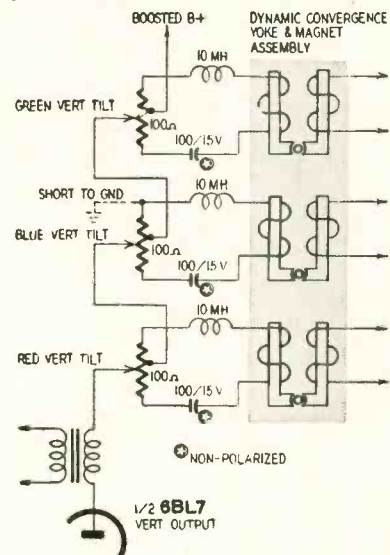 BOOSTED B+
DYNAMIC CONVERGENCE
YOKE & MAGNET
ASSEMBLY
10 MH
GREEN VERT TILT
100Ω
100/15 V
10 MH
SHORT TO GND
BLUE VERT TILT
100Ω
100/15 V
10 MH
RED VERT TILT
100Ω
100/15 V
NON-POLARIZED
1/2 6BL7
VERT OUTPUT